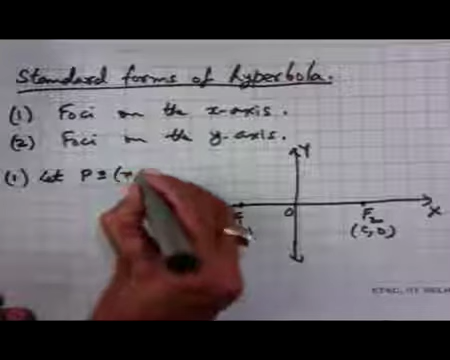 Standard forms of hyperbola.
(1) Foci on the x-axis.
(2) Foci on the y-axis.
(1) Let P ≡ (x
Y
O
F₂
X
(C, 0)